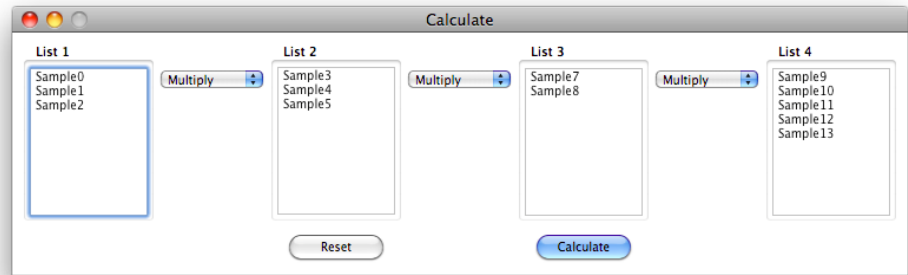 Calculate
List 1
List 2
List 3
List 4
Sample0
Sample1
Sample2
Multiply
Sample3
Sample4
Sample5
Multiply
Sample7
Sample8
Multiply
Sample9
Sample10
Sample11
Sample12
Sample13
Reset
Calculate